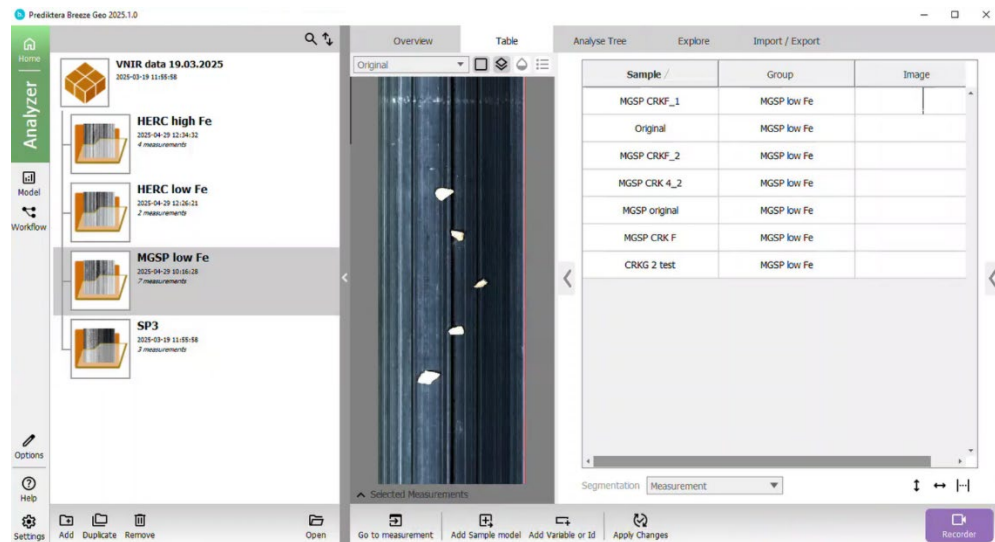 Prediktera Breeze Geo 2025.1.0
Home
Analyzer
Model
Workflow
Options
Help
Settings
VNIR data 19.03.2025
2025-03-19 11:55:58
HERC high Fe
2025-04-29 12:34:32
4 measurements
HERC low Fe
2025-04-29 12:26:21
2 measurements
MGSP low Fe
2025-04-29 10:16:28
7 measurements
SP3
2025-03-19 11:55:58
3 measurements
Add Duplicate Remove Open
Overview Table Analyse Tree Explore Import / Export
Original
Sample Group Image
MGSP CRKF_1 MGSP low Fe
Original MGSP low Fe
MGSP CRKF_2 MGSP low Fe
MGSP CRK 4_2 MGSP low Fe
MGSP original MGSP low Fe
MGSP CRK F MGSP low Fe
CRKG 2 test MGSP low Fe
Selected Measurements
Segmentation Measurement
Go to measurement Add Sample model Add Variable or Id Apply Changes Recorder